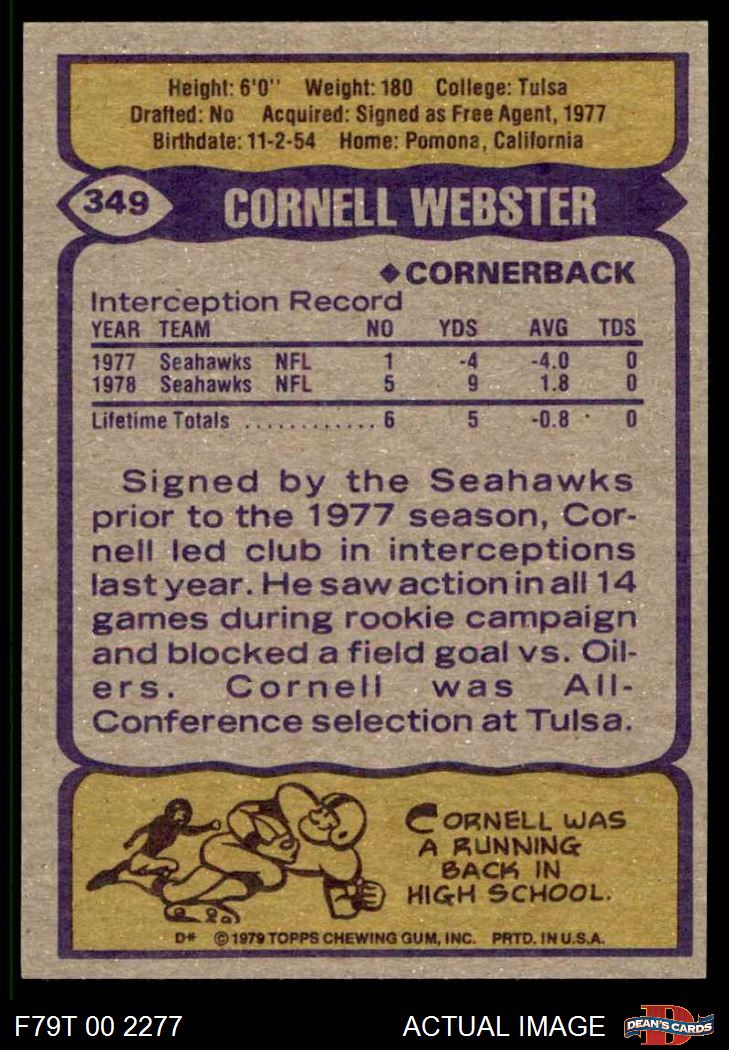 Height: 6'0" Weight: 180 College: Tulsa
Drafted: No Acquired: Signed as Free Agent, 1977
Birthdate: 11-2-54 Home: Pomona, California
349 CORNELL WEBSTER
◆CORNERBACK
Interception Record
YEAR TEAM NO YDS AVG TDS
1977 Seahawks NFL 1 -4 -4.0 0
1978 Seahawks NFL 5 9 1.8 0
Lifetime Totals ............ 6 5 -0.8 0
Signed by the Seahawks
prior to the 1977 season, Cor-
nell led club in interceptions
last year. He saw action in all 14
games during rookie campaign
and blocked a field goal vs. Oil-
ers. Cornell was All-
Conference selection at Tulsa.
CORNELL WAS
A RUNNING
BACK IN
HIGH SCHOOL.
D* © 1979 TOPPS CHEWING GUM, INC. PRTD. IN U.S.A.
F79T 00 2277 ACTUAL IMAGE D DEAN'S CARDS